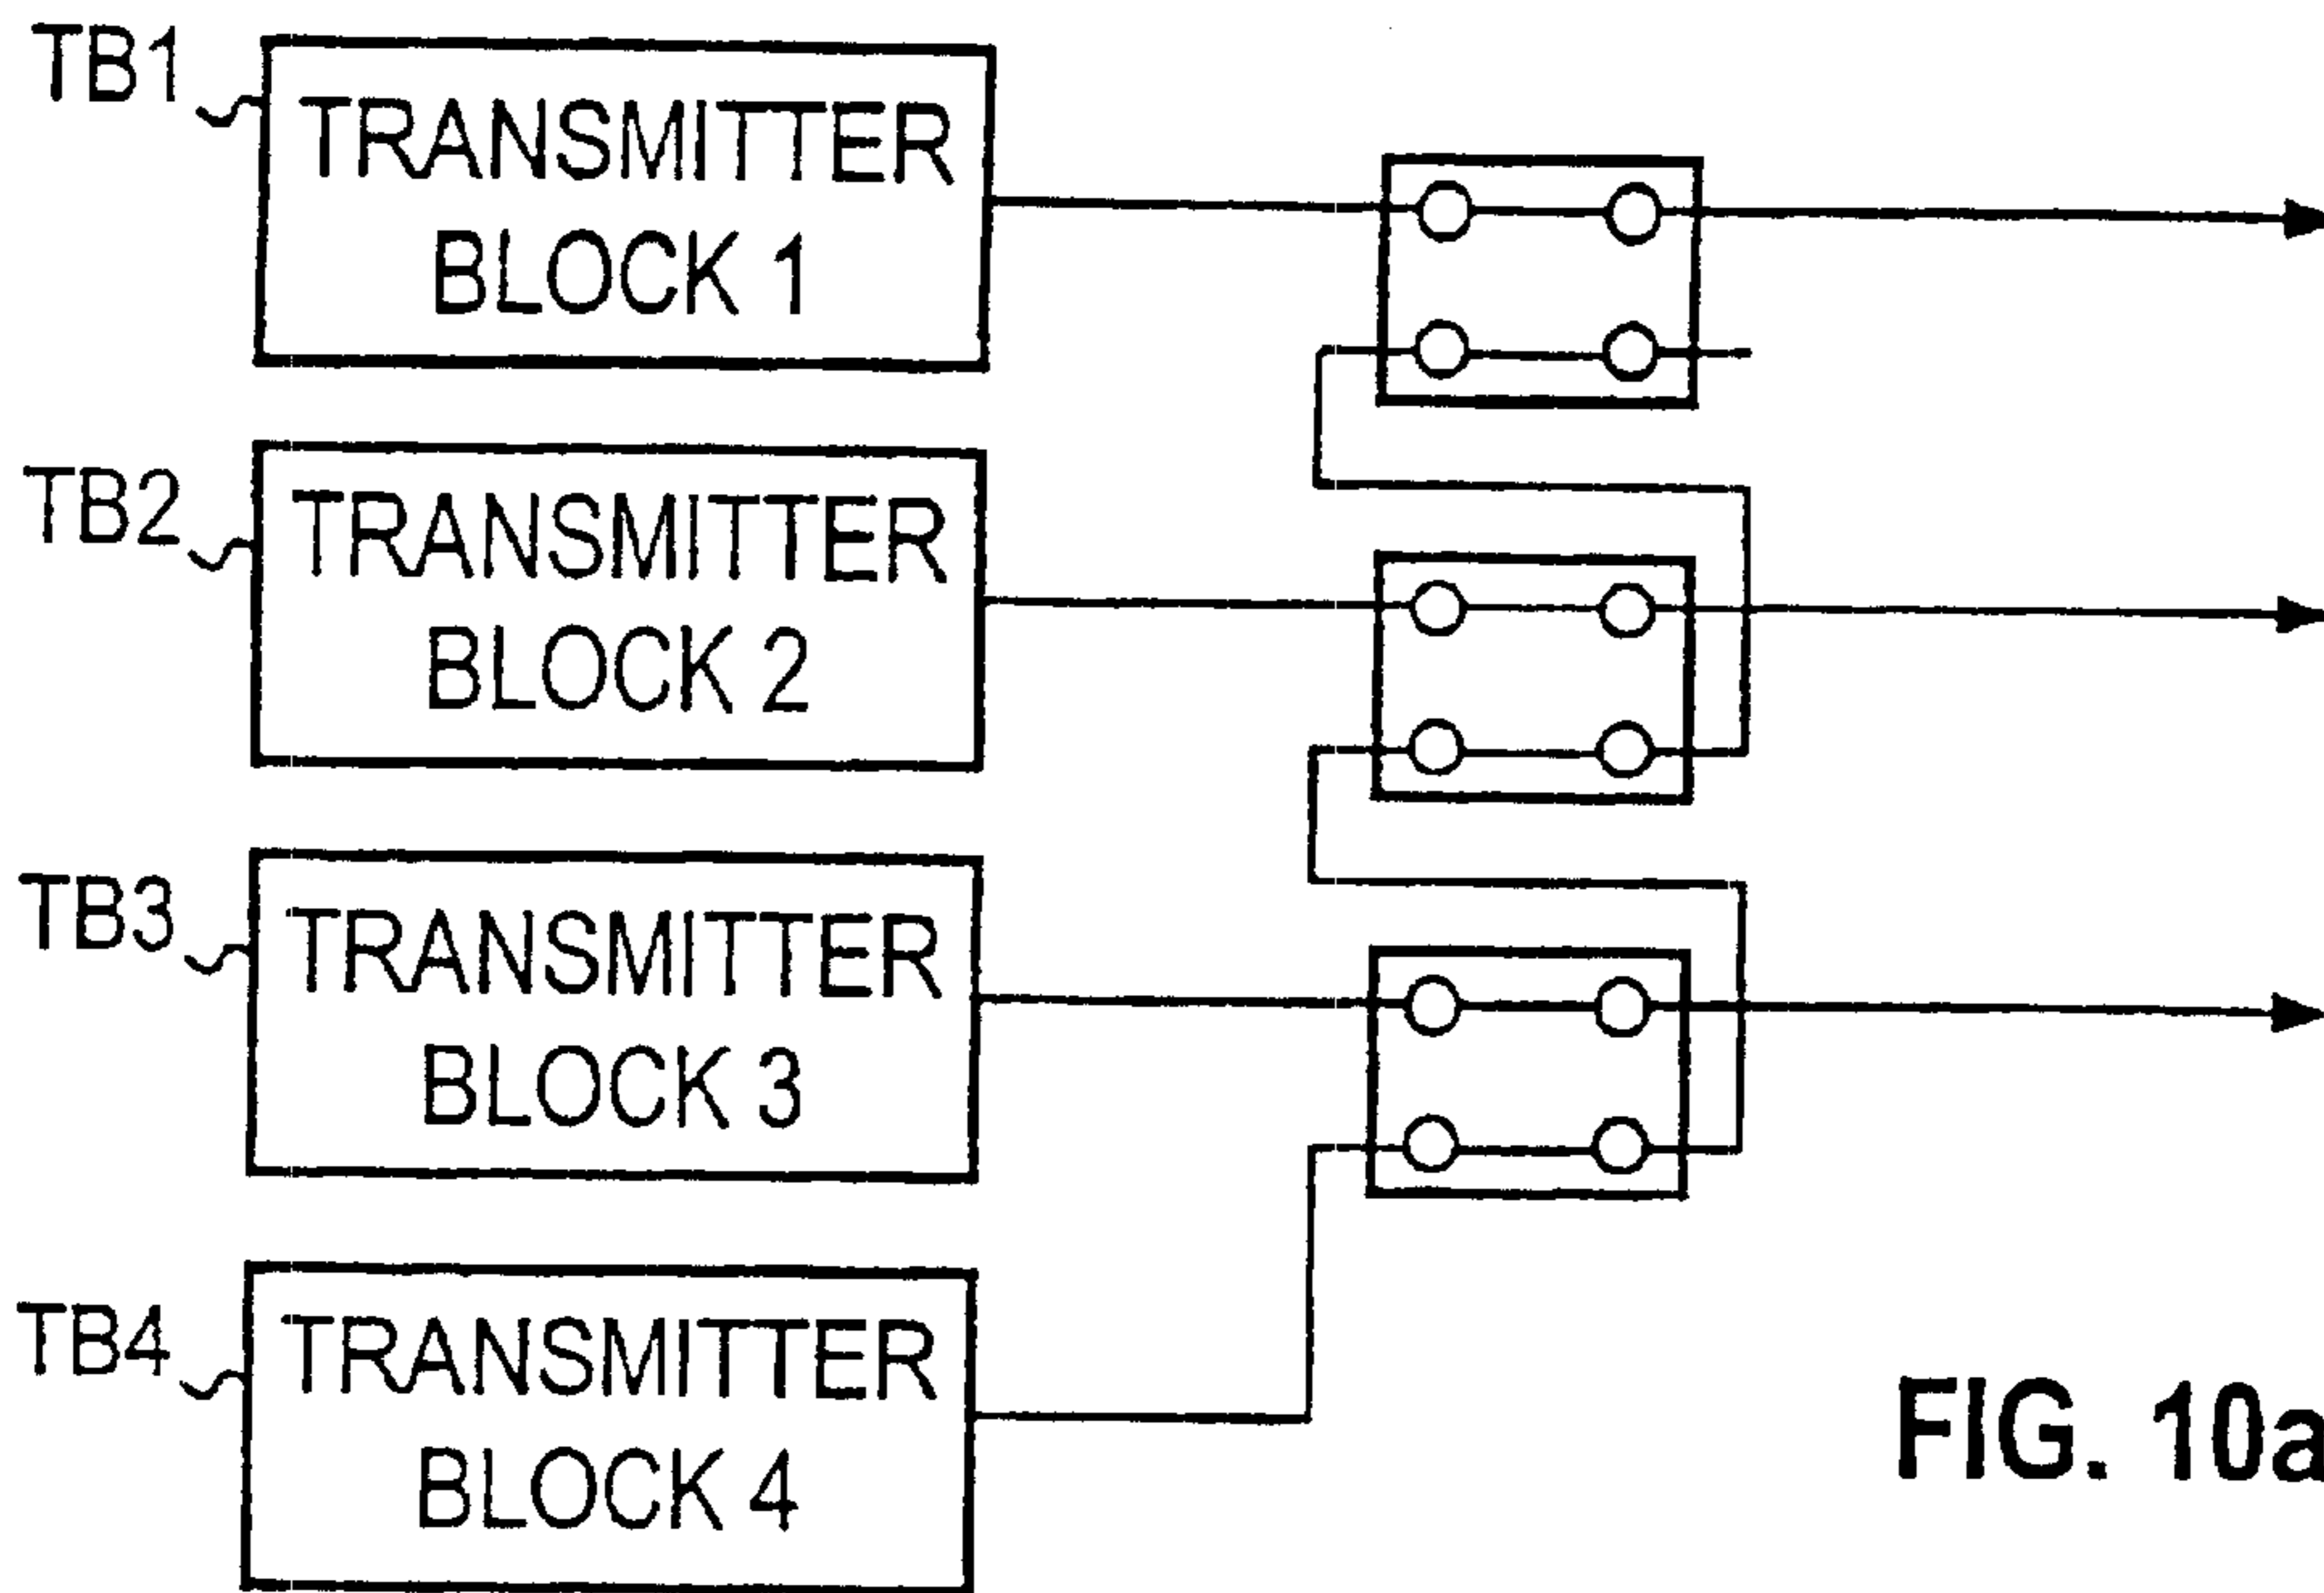 TB1
TRANSMITTER
BLOCK 1
TB2
TRANSMITTER
BLOCK 2
TB3
TRANSMITTER
BLOCK 3
TB4
TRANSMITTER
BLOCK 4
FIG. 10a